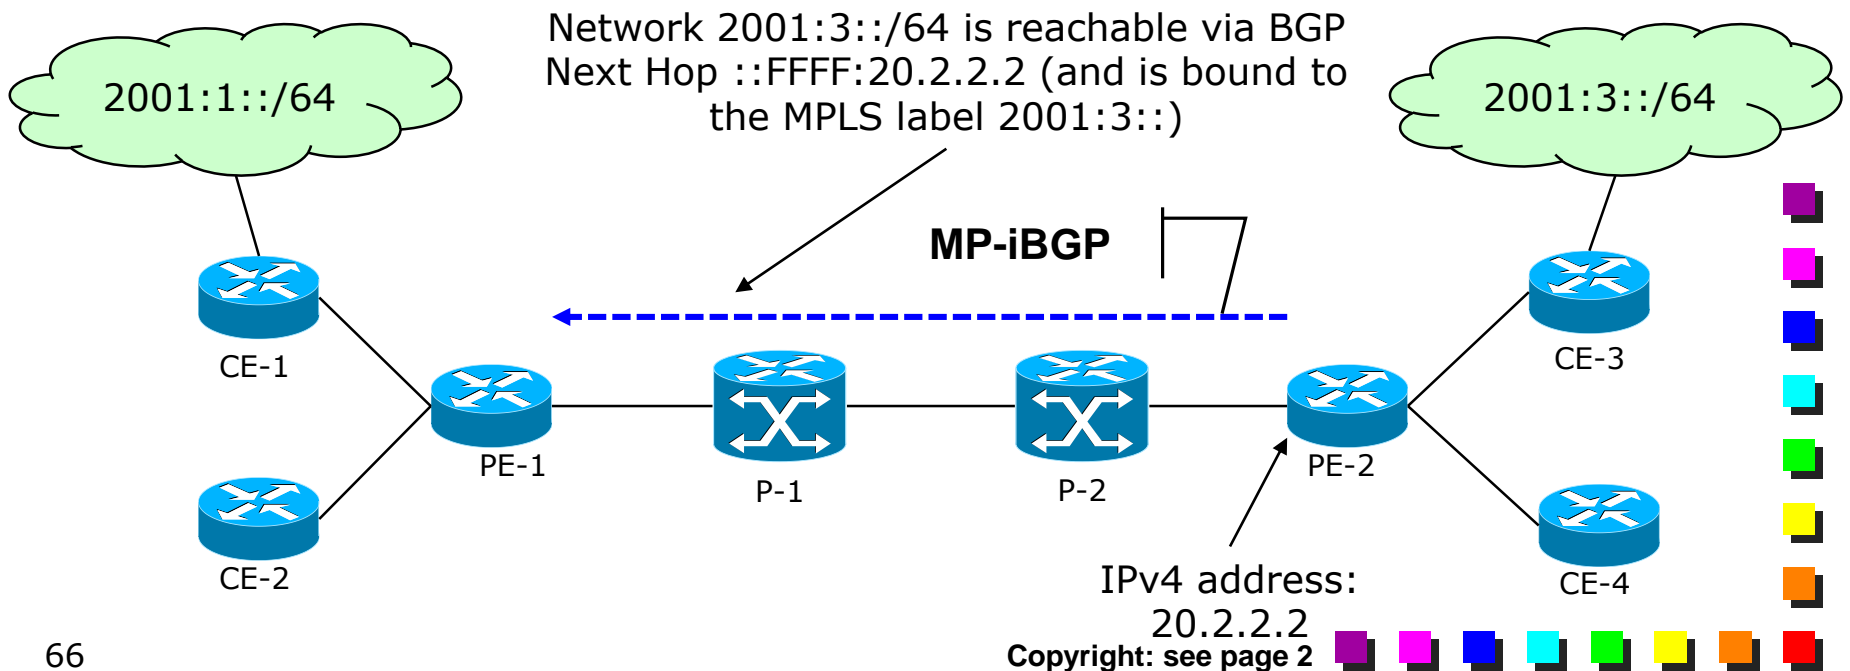 Network 2001:3::/64 is reachable via BGP
Next Hop ::FFFF:20.2.2.2 (and is bound to
the MPLS label 2001:3::)
2001:1::/64
2001:3::/64
MP-iBGP
CE-1
CE-3
PE-1
P-1
P-2
PE-2
CE-2
CE-4
IPv4 address:
20.2.2.2
Copyright: see page 2
66